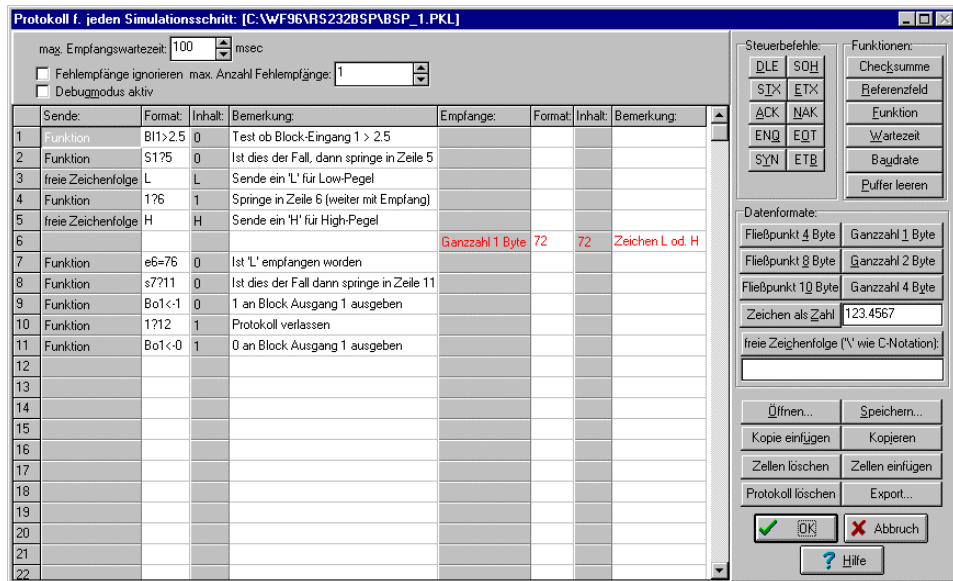 Protokoll f. jeden Simulationsschritt: [C:\WF96\RS232BSP\BSP_1.PKL]
max. Empfangswartezeit: 100 msec
Fehlempfänge ignorieren max. Anzahl Fehlempfänge: 1
Debugmodus aktiv
Sende: Format: Inhalt: Bemerkung: Empfange: Format: Inhalt: Bemerkung:
1 Funktion BI1>2.5 0 Test ob Block-Eingang 1 > 2.5
2 Funktion S1?5 0 Ist dies der Fall, dann springe in Zeile 5
3 freie Zeichenfolge L L Sende ein 'L' für Low-Pegel
4 Funktion 1?6 1 Springe in Zeile 6 (weiter mit Empfang)
5 freie Zeichenfolge H H Sende ein 'H' für High-Pegel
6 Ganzzahl 1 Byte 72 72 Zeichen L od. H
7 Funktion e6=76 0 Ist 'L' empfangen worden
8 Funktion s7?11 0 Ist dies der Fall dann springe in Zeile 11
9 Funktion Bo1<-1 0 1 an Block Ausgang 1 ausgeben
10 Funktion 1?12 1 Protokoll verlassen
11 Funktion Bo1<-0 1 0 an Block Ausgang 1 ausgeben
12
13
14
15
16
17
18
19
20
21
22
Steuerbefehle:
DLE SOH
STX ETX
ACK NAK
ENQ EOT
SYN ETB
Funktionen:
Checksumme
Referenzfeld
Funktion
Wartezeit
Baudrate
Puffer leeren
Datenformate:
Fließpunkt 4 Byte Ganzzahl 1 Byte
Fließpunkt 8 Byte Ganzzahl 2 Byte
Fließpunkt 10 Byte Ganzzahl 4 Byte
Zeichen als Zahl 123.4567
freie Zeichenfolge ('\' wie C-Notation):
Öffnen... Speichern...
Kopie einfügen Kopieren
Zellen löschen Zellen einfügen
Protokoll löschen Export...
OK Abbruch
? Hilfe